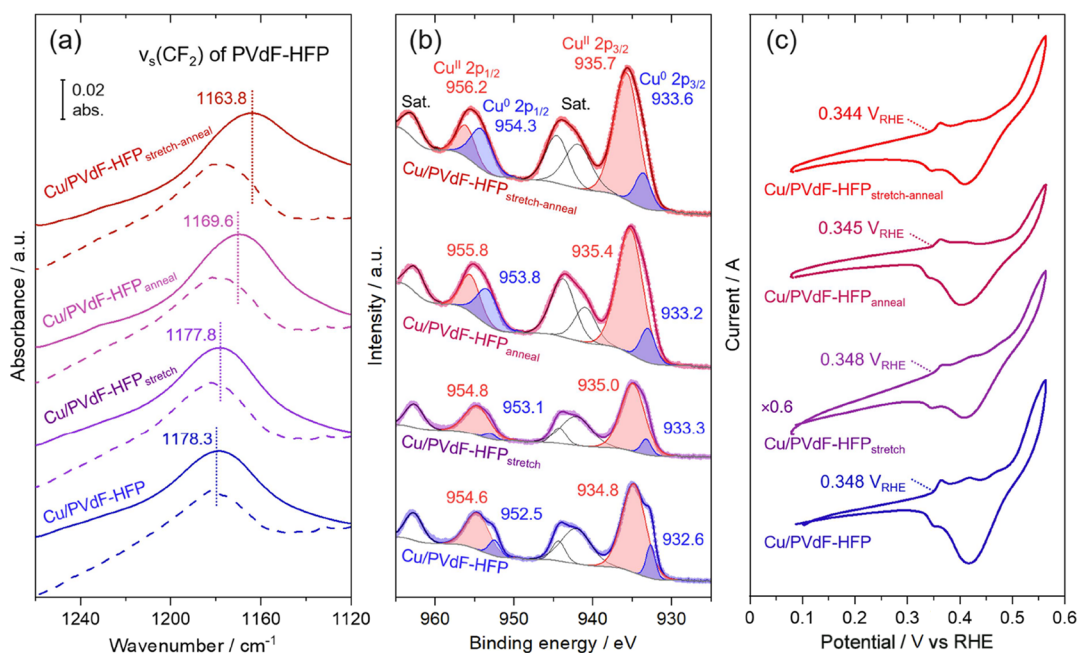 (a)
νs(CF2) of PVdF-HFP
0.02
abs.
1163.8
Cu/PVdF-HFPstretch-anneal
1169.6
Cu/PVdF-HFPanneal
1177.8
Cu/PVdF-HFPstretch
1178.3
Cu/PVdF-HFP
Absorbance / a.u.
1240
1200
1160
1120
Wavenumber / cm-1
(b)
CuII 2p3/2
935.7
CuII 2p1/2
956.2
Cu0 2p3/2
933.6
Sat.
Cu0 2p1/2
954.3
Sat.
Cu/PVdF-HFPstretch-anneal
955.8
953.8
935.4
933.2
Cu/PVdF-HFPanneal
954.8
953.1
935.0
933.3
Cu/PVdF-HFPstretch
954.6
952.5
934.8
932.6
Cu/PVdF-HFP
Intensity / a.u.
960
950
940
930
Binding energy / eV
(c)
0.344 VRHE
Cu/PVdF-HFPstretch-anneal
0.345 VRHE
Cu/PVdF-HFPanneal
0.348 VRHE
×0.6
Cu/PVdF-HFPstretch
0.348 VRHE
Cu/PVdF-HFP
Current / A
0
0.1
0.2
0.3
0.4
0.5
0.6
Potential / V vs RHE